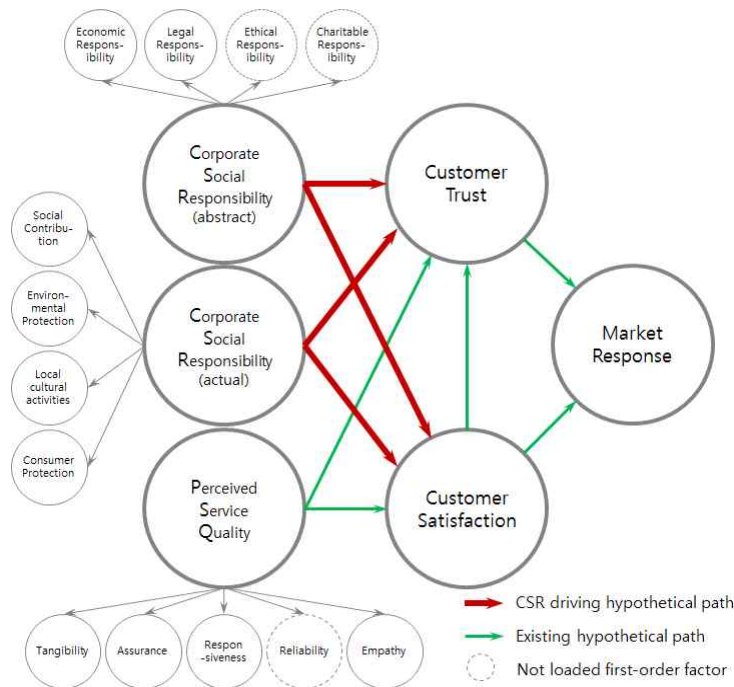 Economic
Respons-
ibility
Legal
Respons-
ibility
Ethical
Respons-
ibility
Charitable
Responsi-
bility
Corporate
Social
Responsibility
(abstract)
Customer
Trust
Social
Contribu-
tion
Environ-
mental
Protection
Local
cultural
activities
Consumer
Protection
Corporate
Social
Responsibility
(actual)
Market
Response
Perceived
Service
Quality
Customer
Satisfaction
Tangibility
Assurance
Respon
-siveness
Reliability
Empathy
CSR driving hypothetical path
Existing hypothetical path
Not loaded first-order factor